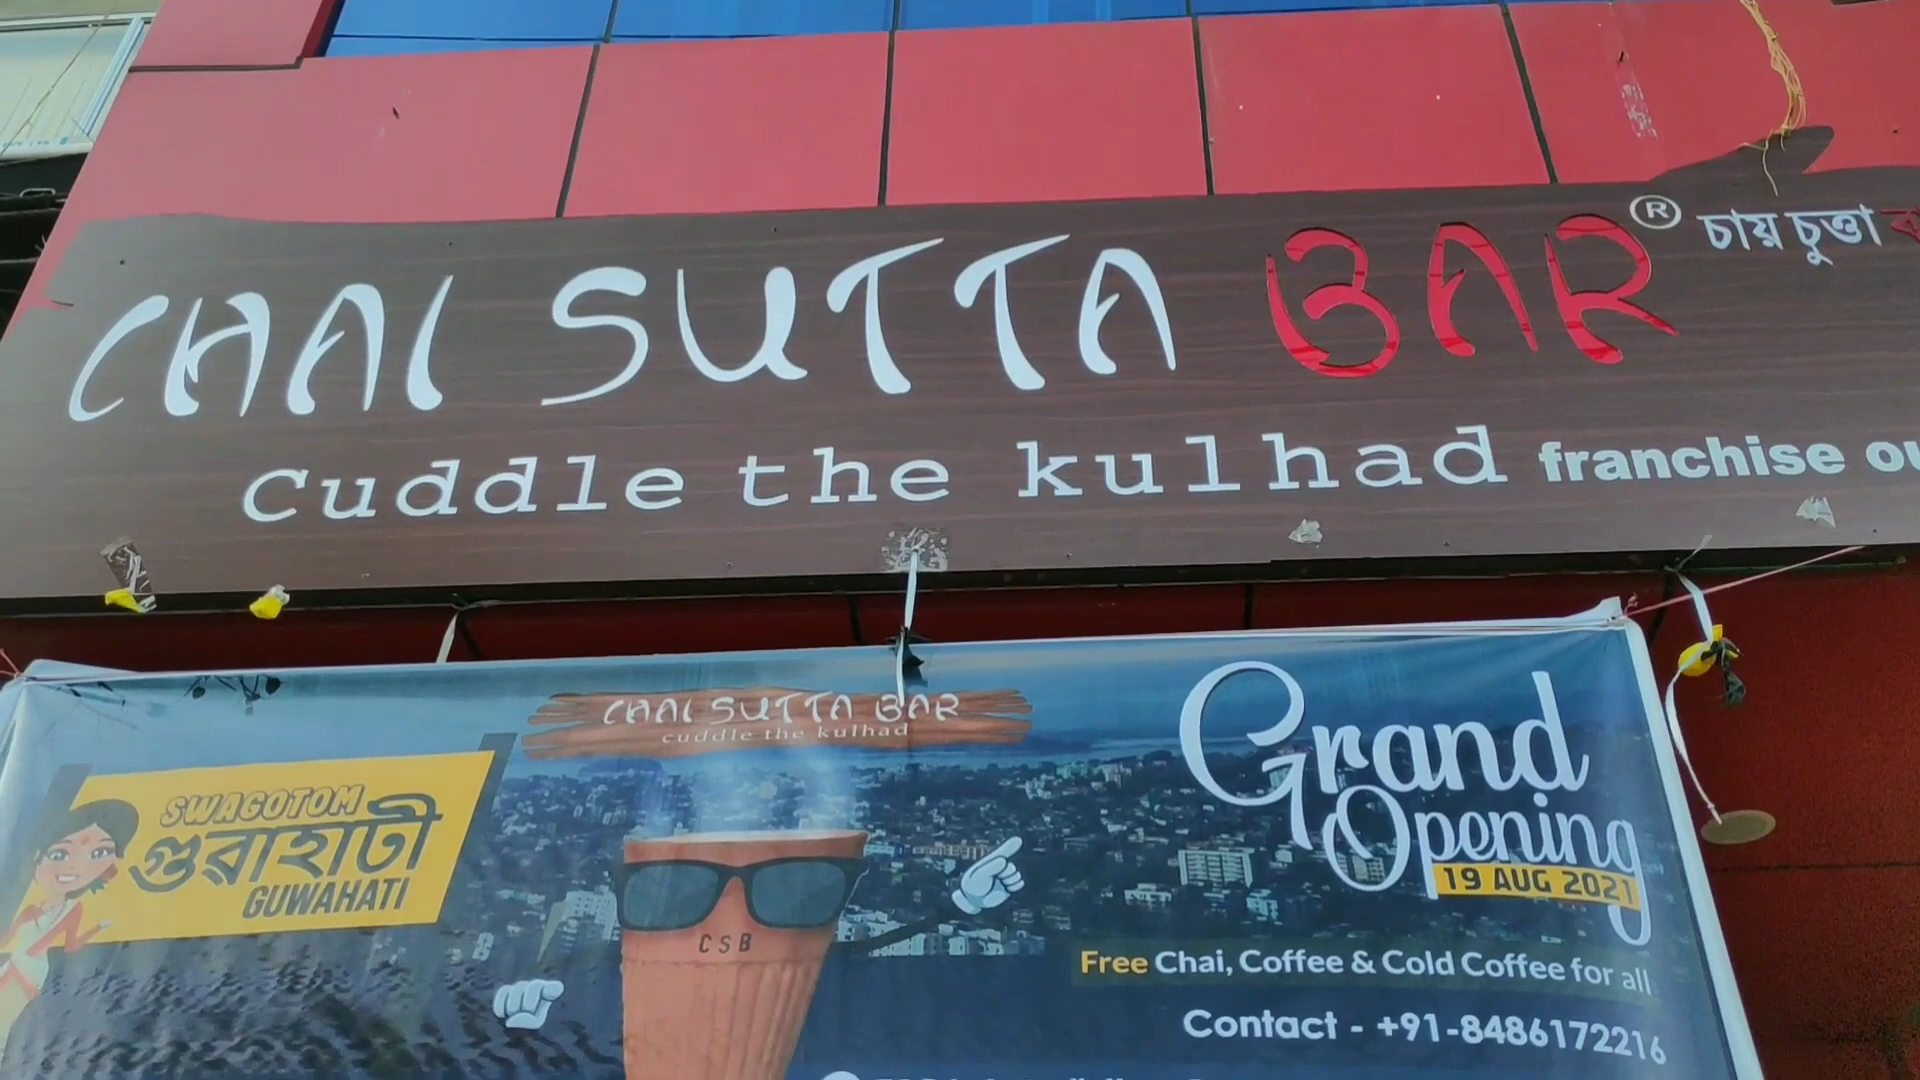 CHAI SUTTA BAR ® চায় চুত্তা
Cuddle the kulhad franchise
CHAI SUTTA BAR
cuddle the kulhad
SWAGOTOM
গুৱাহাটী
GUWAHATI
CSB
Grand
Opening
19 AUG 2021
Free Chai, Coffee & Cold Coffee for all
Contact - +91-8486172216